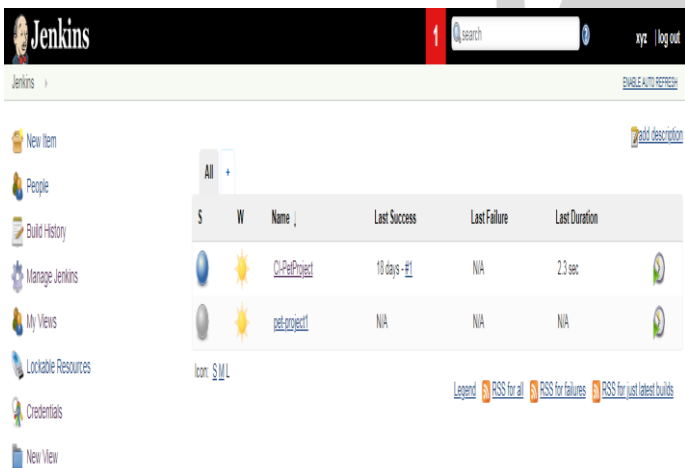 Jenkins
1
search
xyz | log out
Jenkins
ENABLE AUTO REFRESH
New Item
People
Build History
Manage Jenkins
My Views
Lockable Resources
Credentials
New View
add description
All +
S W Name ↓ Last Success Last Failure Last Duration
CI-PetProject 18 days - #1 N/A 2.3 sec
pet-project1 N/A N/A N/A
Icon: S M L
Legend RSS for all RSS for failures RSS for just latest builds